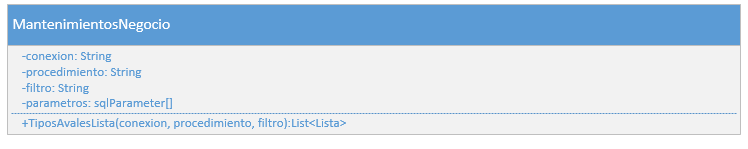 MantenimientosNegocio
-conexion: String
-procedimiento: String
-filtro: String
-parametros: sqlParameter[]
+TiposAvalesLista(conexion, procedimiento, filtro):List<Lista>